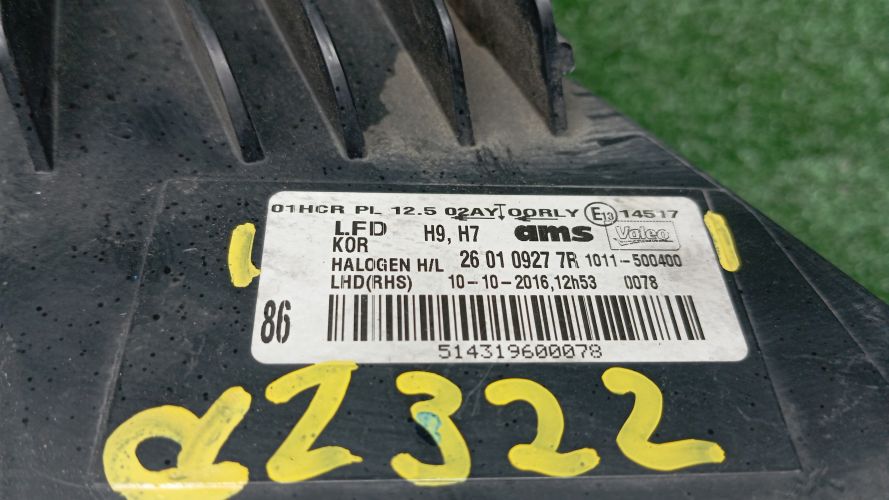 01HCR PL 12.5 02AY 00RLY E13 14517
LFD H9, H7 ams Valeo
KOR
HALOGEN H/L 26 01 0927 7R 1011-500400
LHD(RHS) 10-10-2016,12h53 0078
86
514319600078
a2322